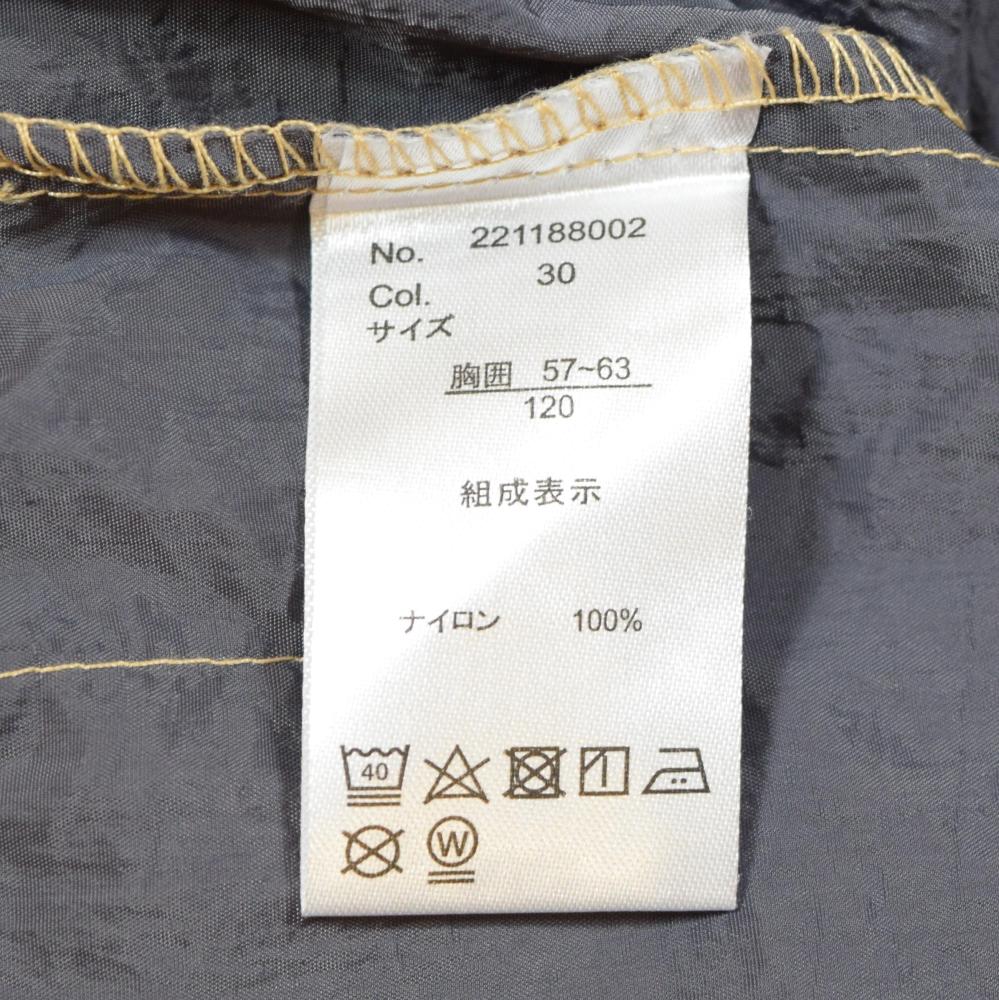 No. 221188002
Col. 30
サイズ
胸囲 57~63
120
組成表示
ナイロン 100%
40
W